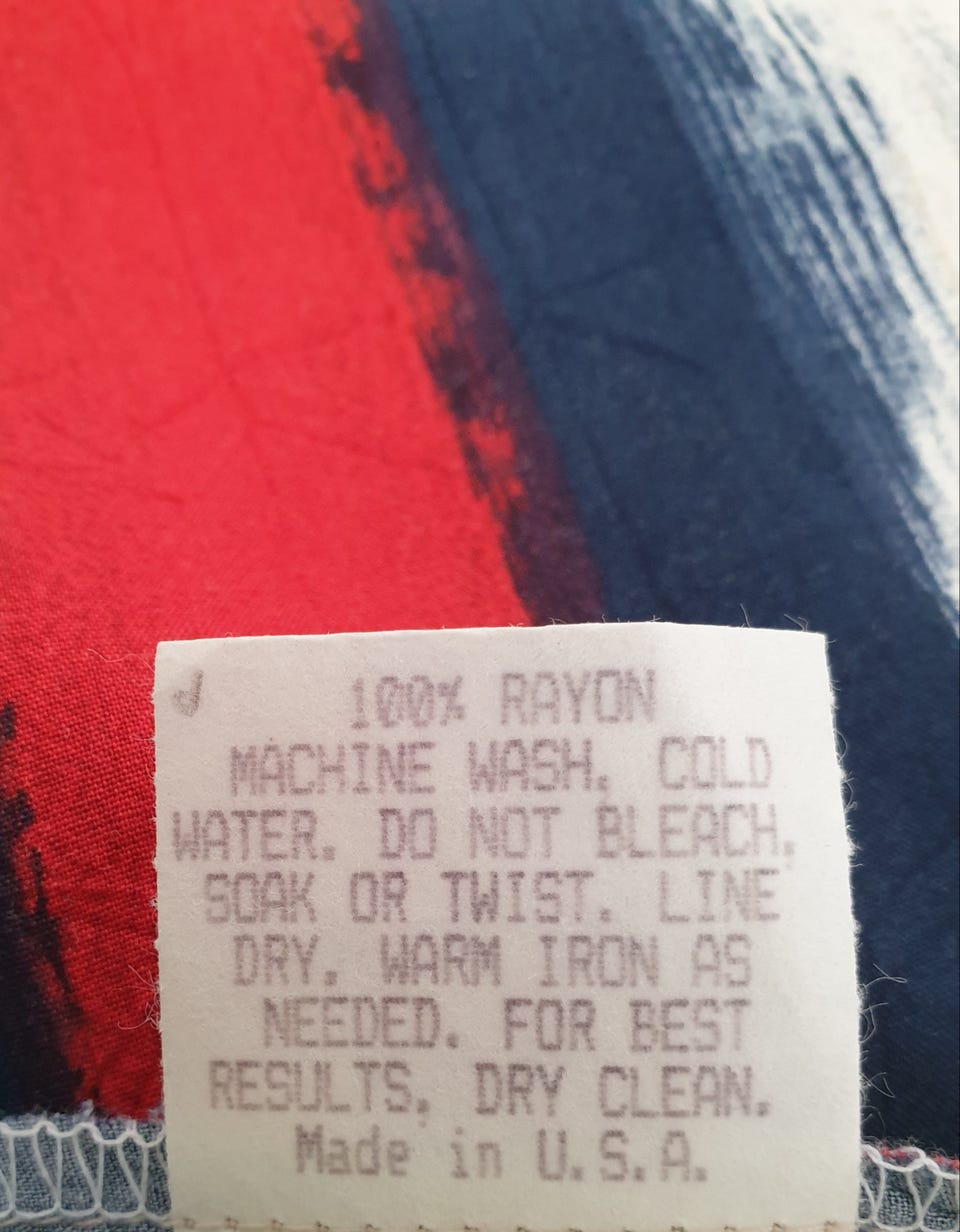 100% RAYON
MACHINE WASH. COLD
WATER. DO NOT BLEACH,
SOAK OR TWIST. LINE
DRY. WARM IRON AS
NEEDED. FOR BEST
RESULTS, DRY CLEAN.
Made in U.S.A.